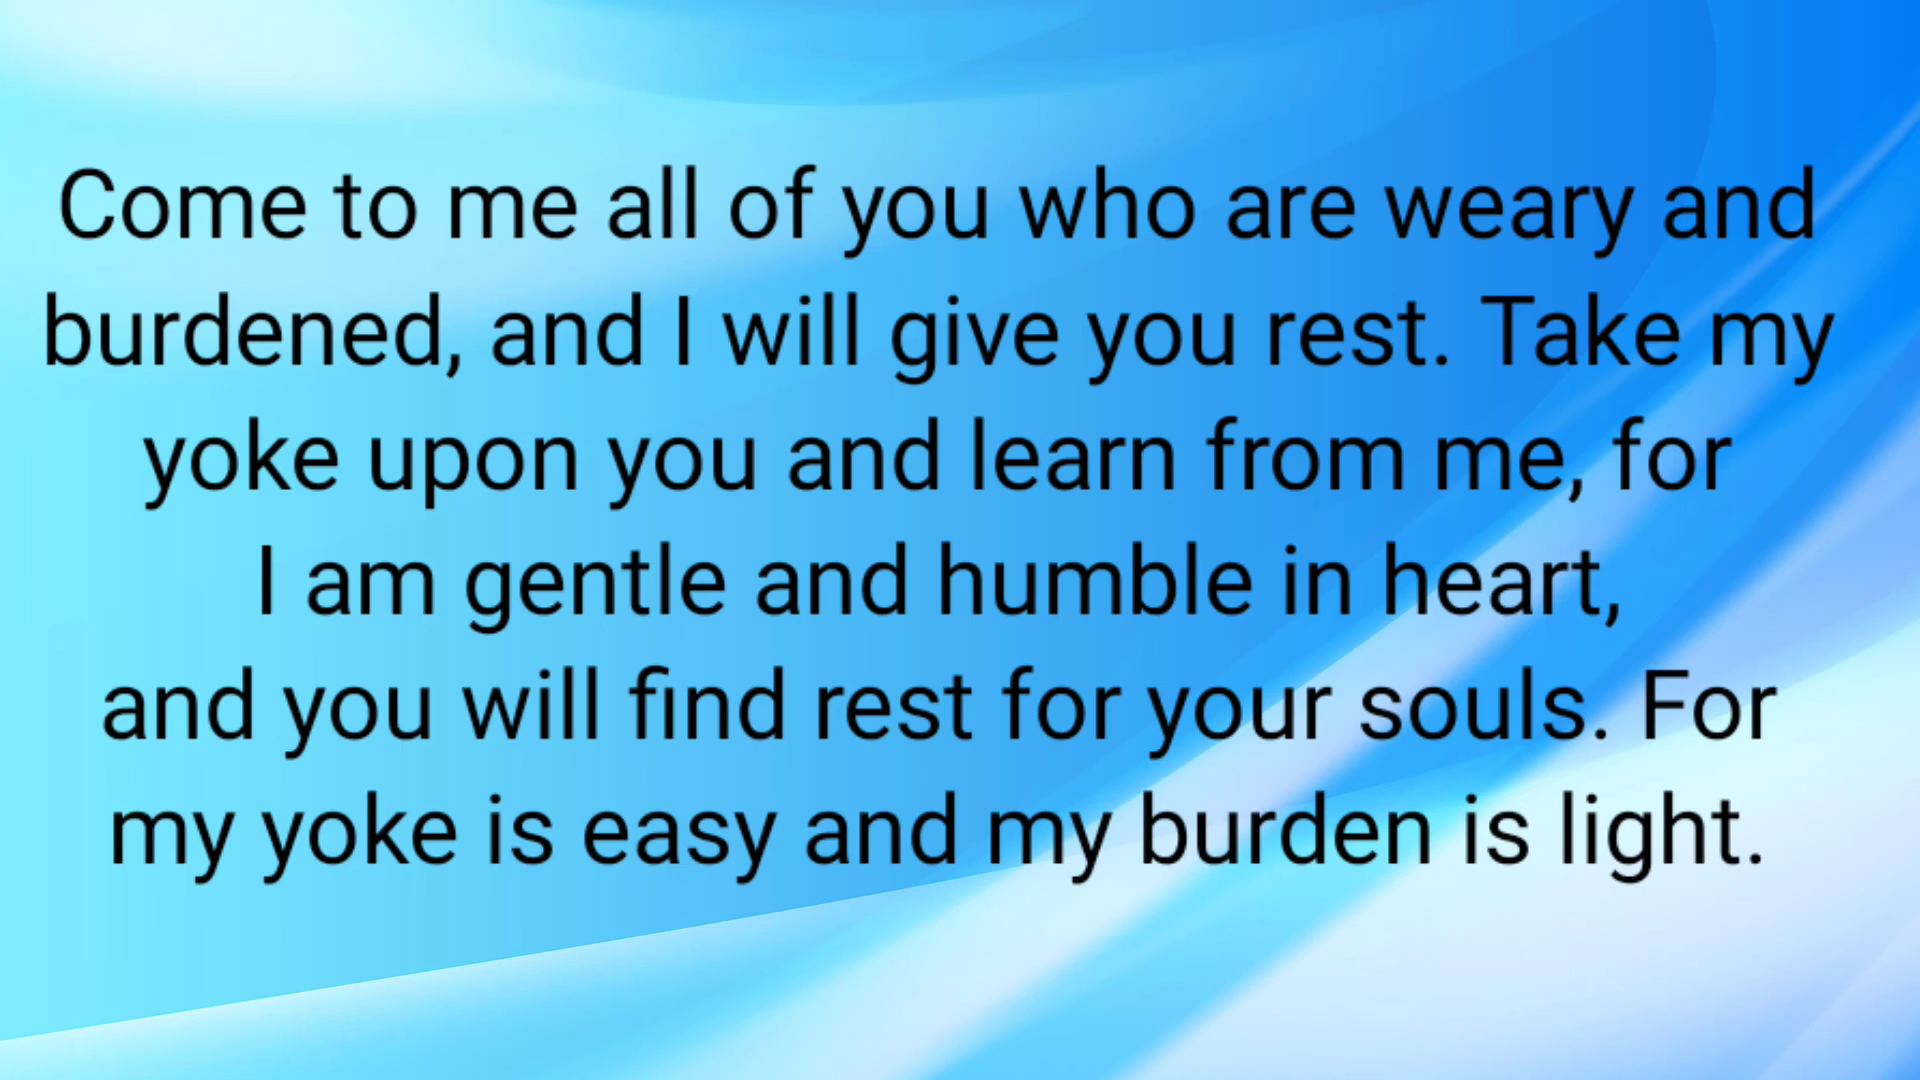 Come to me all of you who are weary and
burdened, and I will give you rest. Take my
yoke upon you and learn from me, for
I am gentle and humble in heart,
and you will find rest for your souls. For
my yoke is easy and my burden is light.